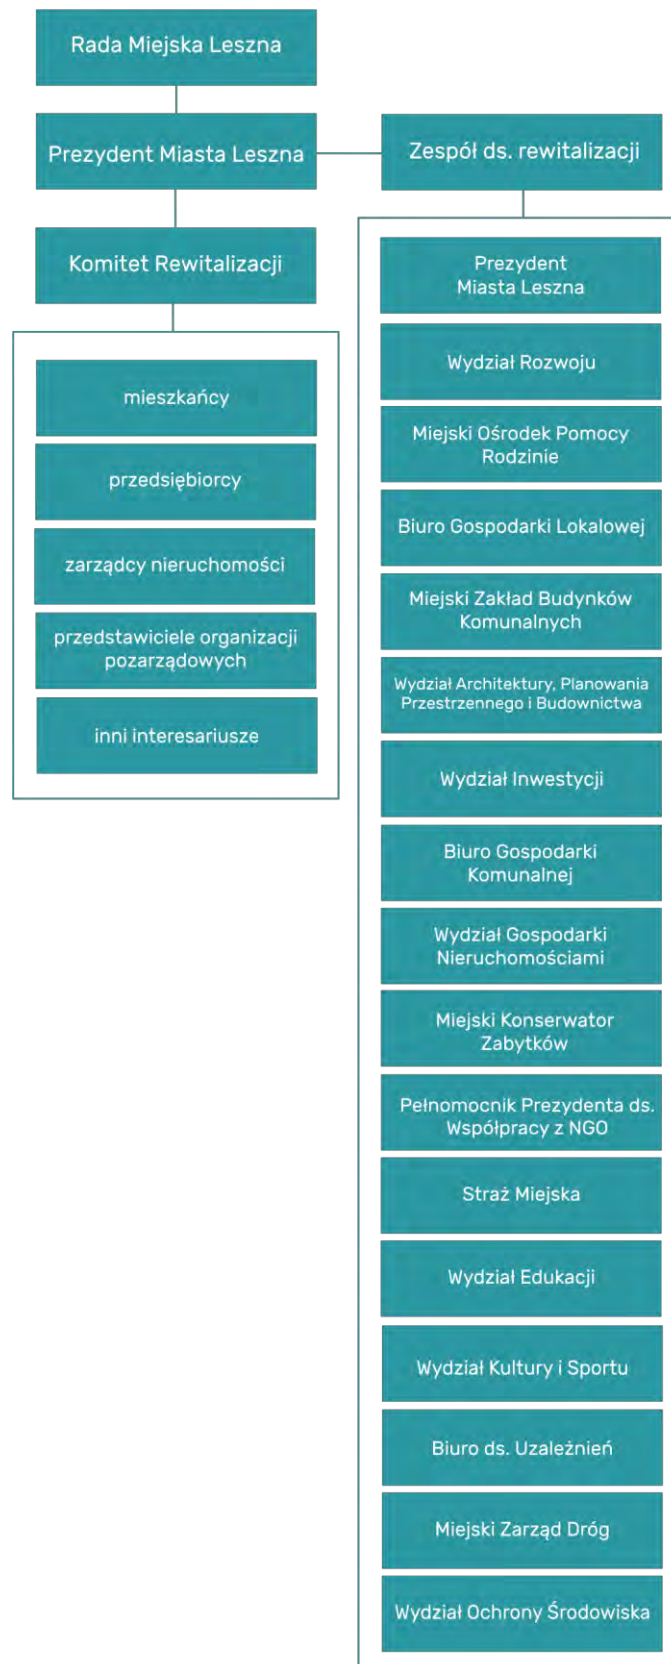 Rada Miejska Leszna
Prezydent Miasta Leszna
Zespół ds. rewitalizacji
Komitet Rewitalizacji
mieszkańcy
przedsiębiorcy
zarządcy nieruchomości
przedstawiciele organizacji
pozarządowych
inni interesariusze
Prezydent
Miasta Leszna
Wydział Rozwoju
Miejski Ośrodek Pomocy
Rodzinie
Biuro Gospodarki Lokalowej
Miejski Zakład Budynków
Komunalnych
Wydział Architektury, Planowania
Przestrzennego i Budownictwa
Wydział Inwestycji
Biuro Gospodarki
Komunalnej
Wydział Gospodarki
Nieruchomościami
Miejski Konserwator
Zabytków
Pełnomocnik Prezydenta ds.
Współpracy z NGO
Straż Miejska
Wydział Edukacji
Wydział Kultury i Sportu
Biuro ds. Uzależnień
Miejski Zarząd Dróg
Wydział Ochrony Środowiska